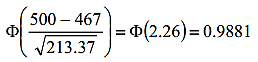 Φ((500 − 467)/√213.37) = Φ(2.26) = 0.9881